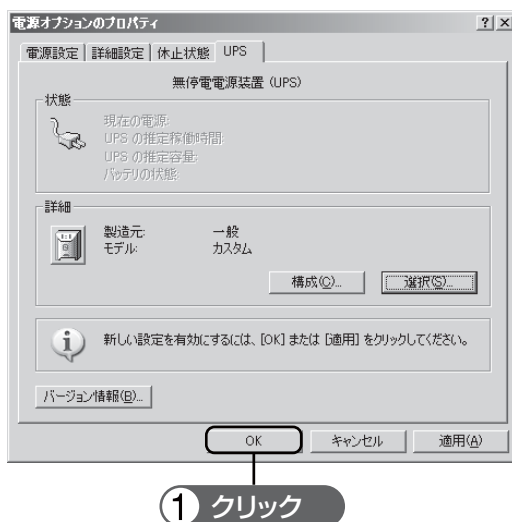 電源オプションのプロパティ
? ×
電源設定 詳細設定 休止状態 UPS
無停電電源装置 (UPS)
状態
現在の電源:
UPS の推定稼働時間:
UPS の推定容量:
バッテリの状態:
詳細
製造元: 一般
モデル: カスタム
構成(C)... 選択(S)...
新しい設定を有効にするには、[OK] または [適用] をクリックしてください。
バージョン情報(B)...
OK キャンセル 適用(A)
1 クリック